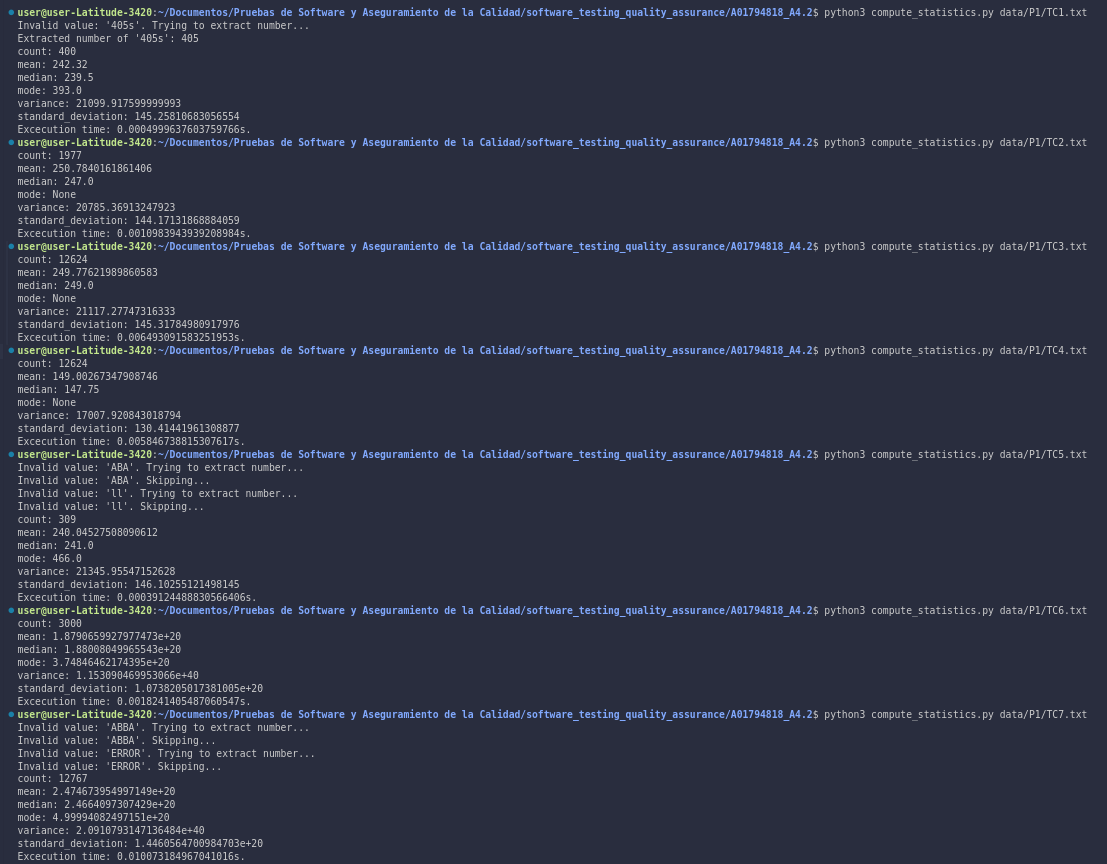 user@user-Latitude-3420:~/Documentos/Pruebas de Software y Aseguramiento de la Calidad/software_testing_quality_assurance/A01794818_A4.2$ python3 compute_statistics.py data/P1/TC1.txt
Invalid value: '405s'. Trying to extract number...
Extracted number of '405s': 405
count: 400
mean: 242.32
median: 239.5
mode: 393.0
variance: 21099.917599999993
standard_deviation: 145.25810683056554
Excecution time: 0.0004999637603759766s.
user@user-Latitude-3420:~/Documentos/Pruebas de Software y Aseguramiento de la Calidad/software_testing_quality_assurance/A01794818_A4.2$ python3 compute_statistics.py data/P1/TC2.txt
count: 1977
mean: 250.7840161861406
median: 247.0
mode: None
variance: 20785.36913247923
standard_deviation: 144.17131868884059
Excecution time: 0.0010983943939208984s.
user@user-Latitude-3420:~/Documentos/Pruebas de Software y Aseguramiento de la Calidad/software_testing_quality_assurance/A01794818_A4.2$ python3 compute_statistics.py data/P1/TC3.txt
count: 12624
mean: 249.77621989860583
median: 249.0
mode: None
variance: 21117.27747316333
standard_deviation: 145.31784980917976
Excecution time: 0.006493091583251953s.
user@user-Latitude-3420:~/Documentos/Pruebas de Software y Aseguramiento de la Calidad/software_testing_quality_assurance/A01794818_A4.2$ python3 compute_statistics.py data/P1/TC4.txt
count: 12624
mean: 149.00267347908746
median: 147.75
mode: None
variance: 17007.920843018794
standard_deviation: 130.41441961308877
Excecution time: 0.005846738815307617s.
user@user-Latitude-3420:~/Documentos/Pruebas de Software y Aseguramiento de la Calidad/software_testing_quality_assurance/A01794818_A4.2$ python3 compute_statistics.py data/P1/TC5.txt
Invalid value: 'ABA'. Trying to extract number...
Invalid value: 'ABA'. Skipping...
Invalid value: 'll'. Trying to extract number...
Invalid value: 'll'. Skipping...
count: 309
mean: 240.04527508090612
median: 241.0
mode: 466.0
variance: 21345.95547152628
standard_deviation: 146.10255121498145
Excecution time: 0.00039124488830566406s.
user@user-Latitude-3420:~/Documentos/Pruebas de Software y Aseguramiento de la Calidad/software_testing_quality_assurance/A01794818_A4.2$ python3 compute_statistics.py data/P1/TC6.txt
count: 3000
mean: 1.8790659927977473e+20
median: 1.88008049965543e+20
mode: 3.74846462174395e+20
variance: 1.153090469953066e+40
standard_deviation: 1.0738205017381005e+20
Excecution time: 0.0018241405487060547s.
user@user-Latitude-3420:~/Documentos/Pruebas de Software y Aseguramiento de la Calidad/software_testing_quality_assurance/A01794818_A4.2$ python3 compute_statistics.py data/P1/TC7.txt
Invalid value: 'ABBA'. Trying to extract number...
Invalid value: 'ABBA'. Skipping...
Invalid value: 'ERROR'. Trying to extract number...
Invalid value: 'ERROR'. Skipping...
count: 12767
mean: 2.474673954997149e+20
median: 2.4664097307429e+20
mode: 4.99994082497151e+20
variance: 2.0910793147136484e+40
standard_deviation: 1.4460564700984703e+20
Excecution time: 0.010073184967041016s.